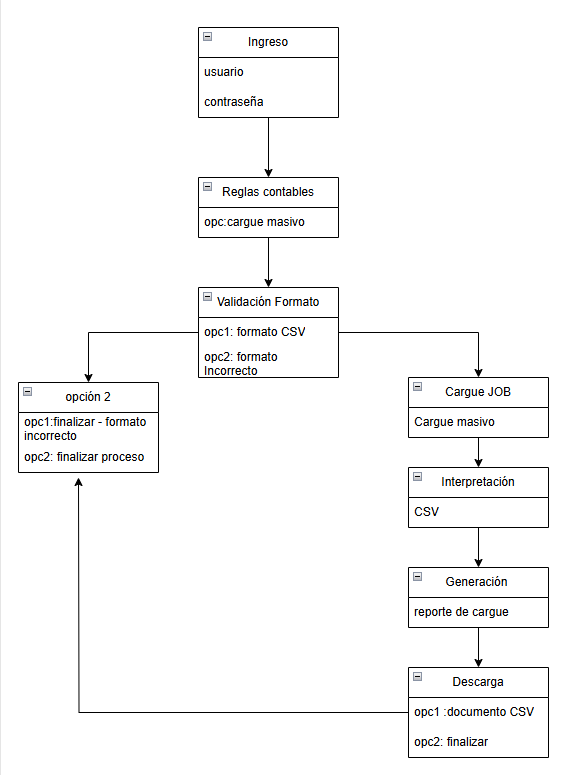 Ingreso
usuario
contraseña
Reglas contables
opc:cargue masivo
Validación Formato
opc1: formato CSV
opc2: formato
Incorrecto
opción 2
opc1:finalizar - formato
incorrecto
opc2: finalizar proceso
Cargue JOB
Cargue masivo
Interpretación
CSV
Generación
reporte de cargue
Descarga
opc1 :documento CSV
opc2: finalizar